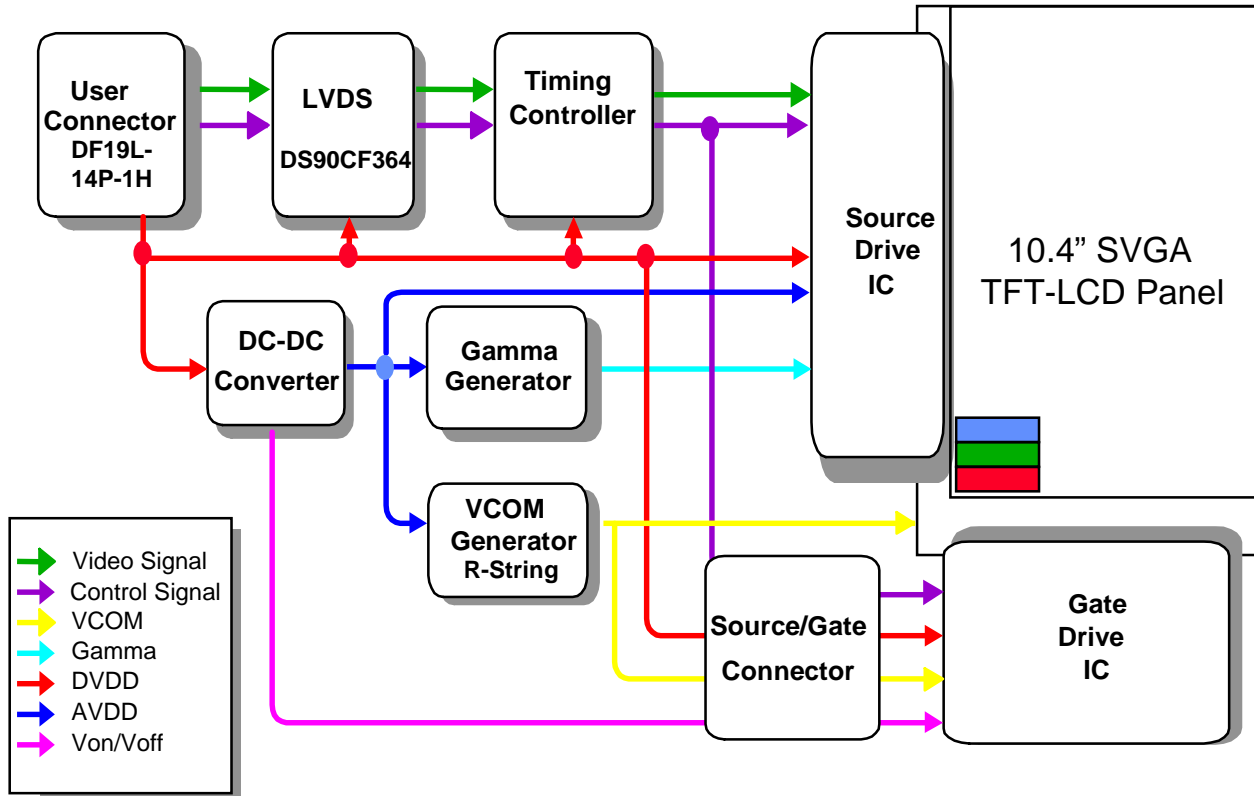 User
Connector
DF19L-
14P-1H
LVDS
DS90CF364
Timing
Controller
Source
Drive
IC
10.4” SVGA
TFT-LCD Panel
DC-DC
Converter
Gamma
Generator
VCOM
Generator
R-String
Source/Gate
Connector
Gate
Drive
IC
Video Signal
Control Signal
VCOM
Gamma
DVDD
AVDD
Von/Voff